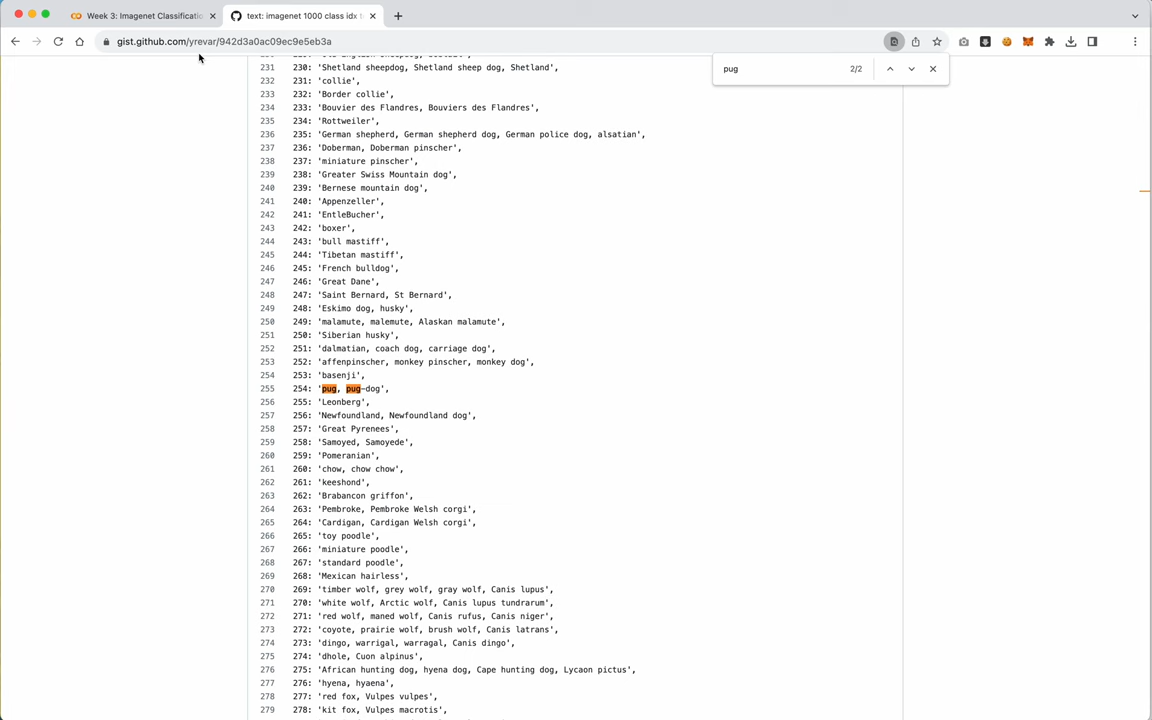 Week 3: Imagenet Classificatio
text: imagenet 1000 class idx t
gist.github.com/yrevar/942d3a0ac09ec9e5eb3a
pug
2/2
231 230: 'Shetland sheepdog, Shetland sheep dog, Shetland',
232 231: 'collie',
233 232: 'Border collie',
234 233: 'Bouvier des Flandres, Bouviers des Flandres',
235 234: 'Rottweiler',
236 235: 'German shepherd, German shepherd dog, German police dog, alsatian',
237 236: 'Doberman, Doberman pinscher',
238 237: 'miniature pinscher',
239 238: 'Greater Swiss Mountain dog',
240 239: 'Bernese mountain dog',
241 240: 'Appenzeller',
242 241: 'EntleBucher',
243 242: 'boxer',
244 243: 'bull mastiff',
245 244: 'Tibetan mastiff',
246 245: 'French bulldog',
247 246: 'Great Dane',
248 247: 'Saint Bernard, St Bernard',
249 248: 'Eskimo dog, husky',
250 249: 'malamute, malemute, Alaskan malamute',
251 250: 'Siberian husky',
252 251: 'dalmatian, coach dog, carriage dog',
253 252: 'affenpinscher, monkey pinscher, monkey dog',
254 253: 'basenji',
255 254: 'pug, pug-dog',
256 255: 'Leonberg',
257 256: 'Newfoundland, Newfoundland dog',
258 257: 'Great Pyrenees',
259 258: 'Samoyed, Samoyede',
260 259: 'Pomeranian',
261 260: 'chow, chow chow',
262 261: 'keeshond',
263 262: 'Brabancon griffon',
264 263: 'Pembroke, Pembroke Welsh corgi',
265 264: 'Cardigan, Cardigan Welsh corgi',
266 265: 'toy poodle',
267 266: 'miniature poodle',
268 267: 'standard poodle',
269 268: 'Mexican hairless',
270 269: 'timber wolf, grey wolf, gray wolf, Canis lupus',
271 270: 'white wolf, Arctic wolf, Canis lupus tundrarum',
272 271: 'red wolf, maned wolf, Canis rufus, Canis niger',
273 272: 'coyote, prairie wolf, brush wolf, Canis latrans',
274 273: 'dingo, warrigal, warragal, Canis dingo',
275 274: 'dhole, Cuon alpinus',
276 275: 'African hunting dog, hyena dog, Cape hunting dog, Lycaon pictus',
277 276: 'hyena, hyaena',
278 277: 'red fox, Vulpes vulpes',
279 278: 'kit fox, Vulpes macrotis',